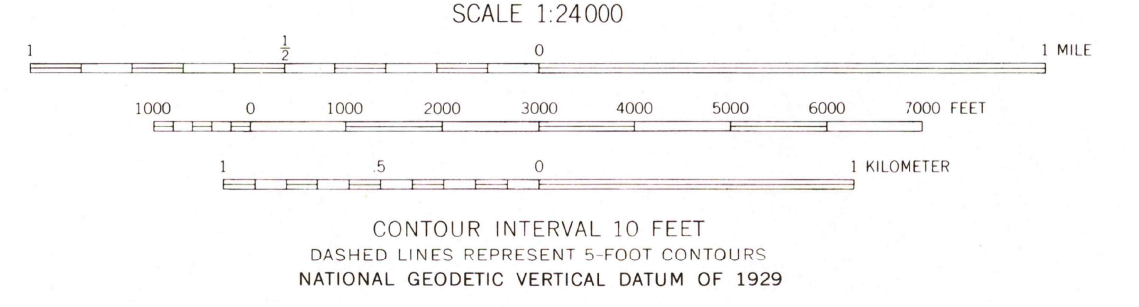 SCALE 1:24000
1 1/2 0 1 MILE
1000 0 1000 2000 3000 4000 5000 6000 7000 FEET
1 .5 0 1 KILOMETER
CONTOUR INTERVAL 10 FEET
DASHED LINES REPRESENT 5-FOOT CONTOURS
NATIONAL GEODETIC VERTICAL DATUM OF 1929